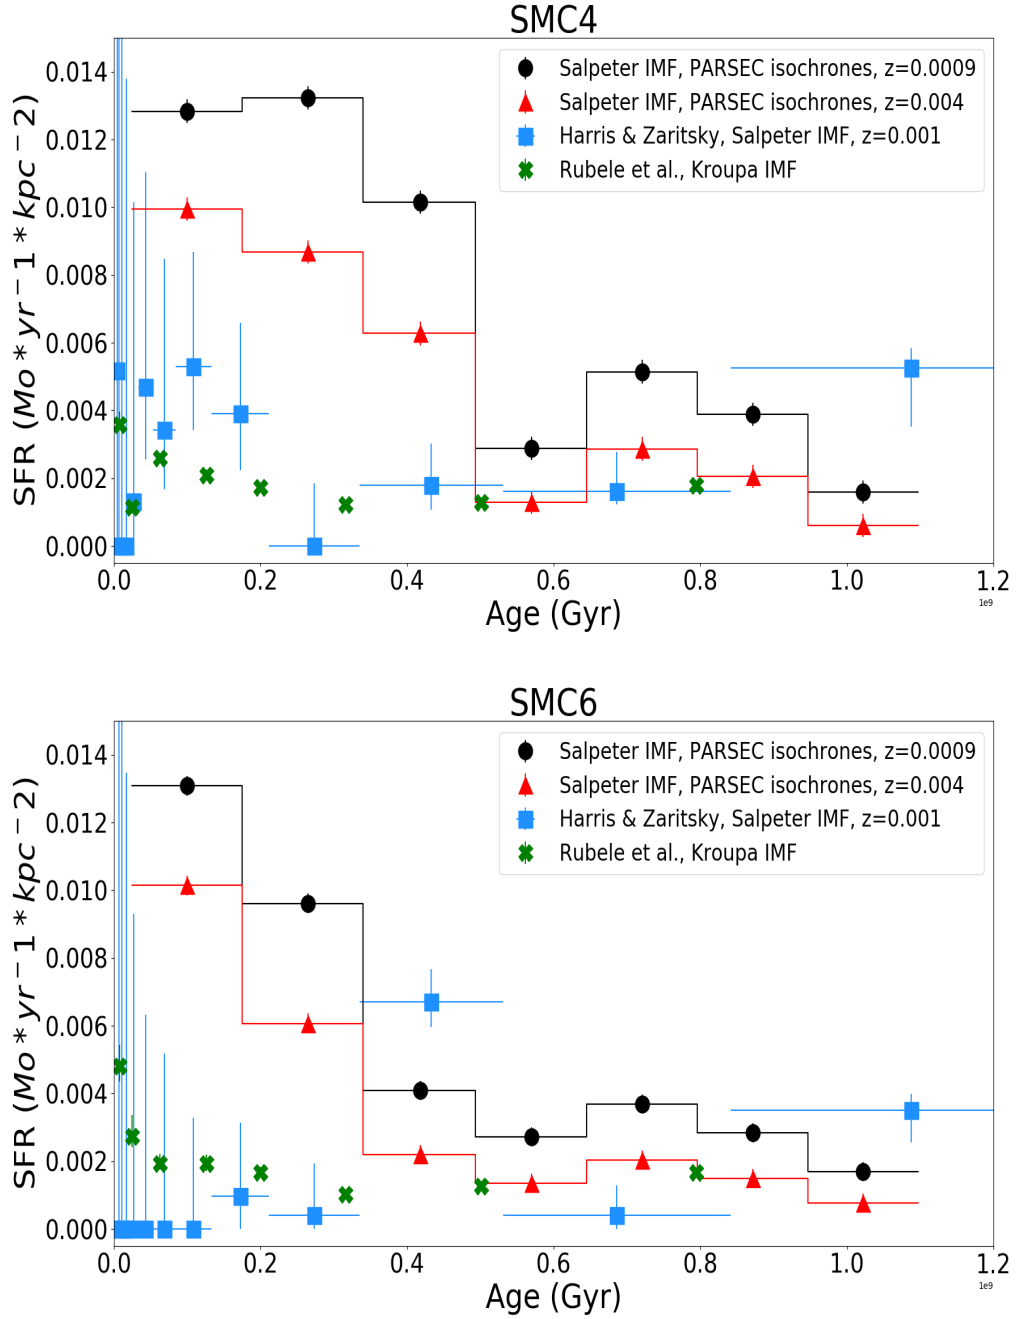 SMC4
SFR (Mo*yr−1*kpc−2)
0.014
0.012
0.010
0.008
0.006
0.004
0.002
0.000
Salpeter IMF, PARSEC isochrones, z=0.0009
Salpeter IMF, PARSEC isochrones, z=0.004
Harris & Zaritsky, Salpeter IMF, z=0.001
Rubele et al., Kroupa IMF
0.0 0.2 0.4 0.6 0.8 1.0 1.2
1e9
Age (Gyr)
SMC6
SFR (Mo*yr−1*kpc−2)
0.014
0.012
0.010
0.008
0.006
0.004
0.002
0.000
Salpeter IMF, PARSEC isochrones, z=0.0009
Salpeter IMF, PARSEC isochrones, z=0.004
Harris & Zaritsky, Salpeter IMF, z=0.001
Rubele et al., Kroupa IMF
0.0 0.2 0.4 0.6 0.8 1.0 1.2
1e9
Age (Gyr)